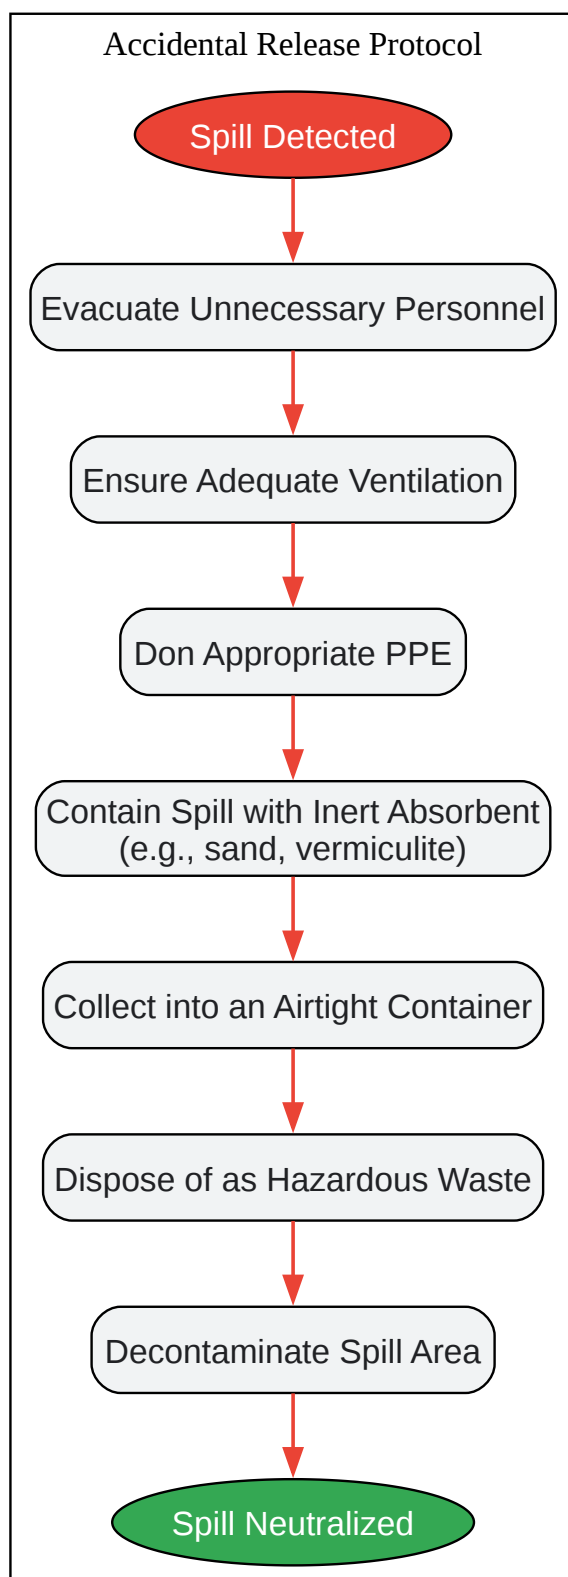 Accidental Release Protocol
Spill Detected
Evacuate Unnecessary Personnel
Ensure Adequate Ventilation
Don Appropriate PPE
Contain Spill with Inert Absorbent
(e.g., sand, vermiculite)
Collect into an Airtight Container
Dispose of as Hazardous Waste
Decontaminate Spill Area
Spill Neutralized